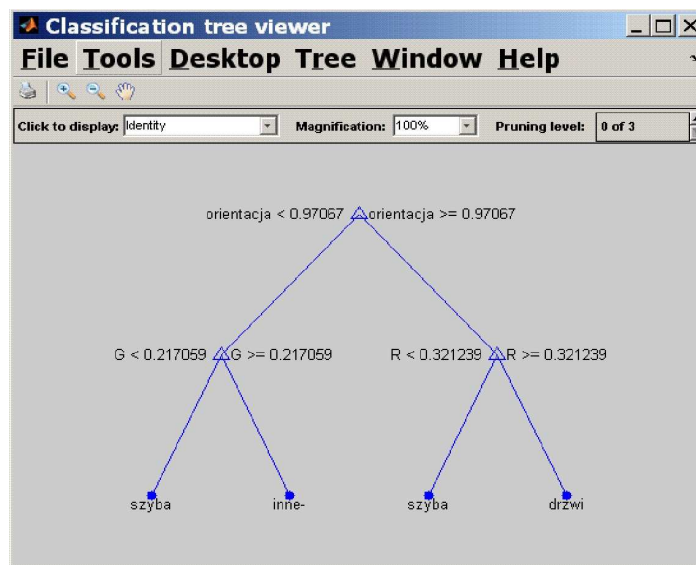 Classification tree viewer
File Tools Desktop Tree Window Help
Click to display: Identity Magnification: 100% Pruning level: 0 of 3
orientacja < 0.97067 orientacja >= 0.97067
G < 0.217059 G >= 0.217059 R < 0.321239 R >= 0.321239
szyba inne- szyba drzwi